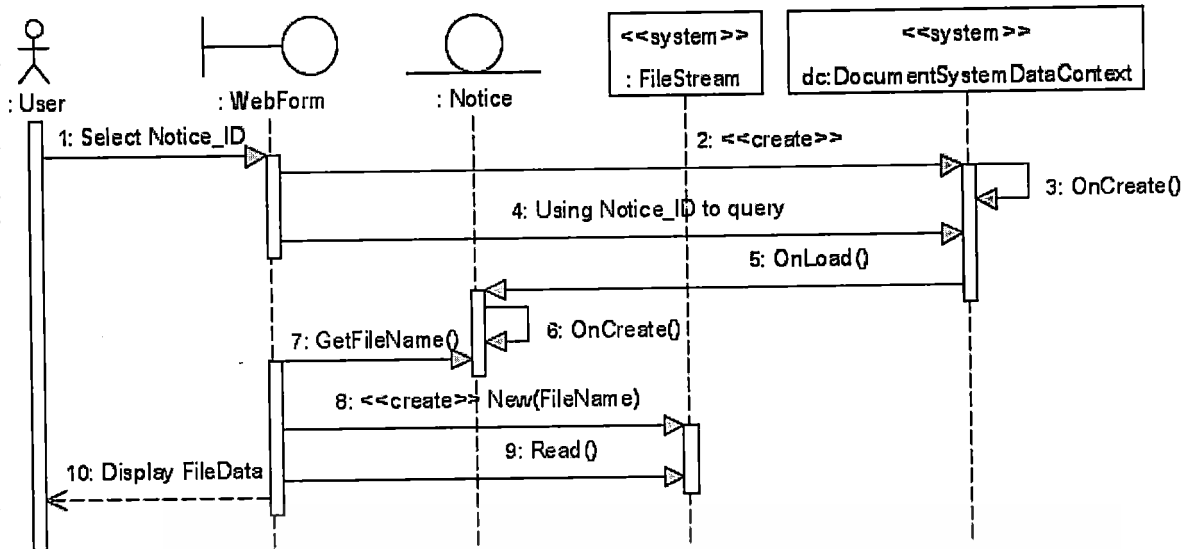 <<system>>
<<system>>
: User
: WebForm
: Notice
: FileStream
dc:DocumentSystemDataContext
1: Select Notice_ID
2: <<create>>
3: OnCreate()
4: Using Notice_ID to query
5: OnLoad()
6: OnCreate()
7: GetFileName()
8: <<create>> New(FileName)
9: Read()
10: Display FileData